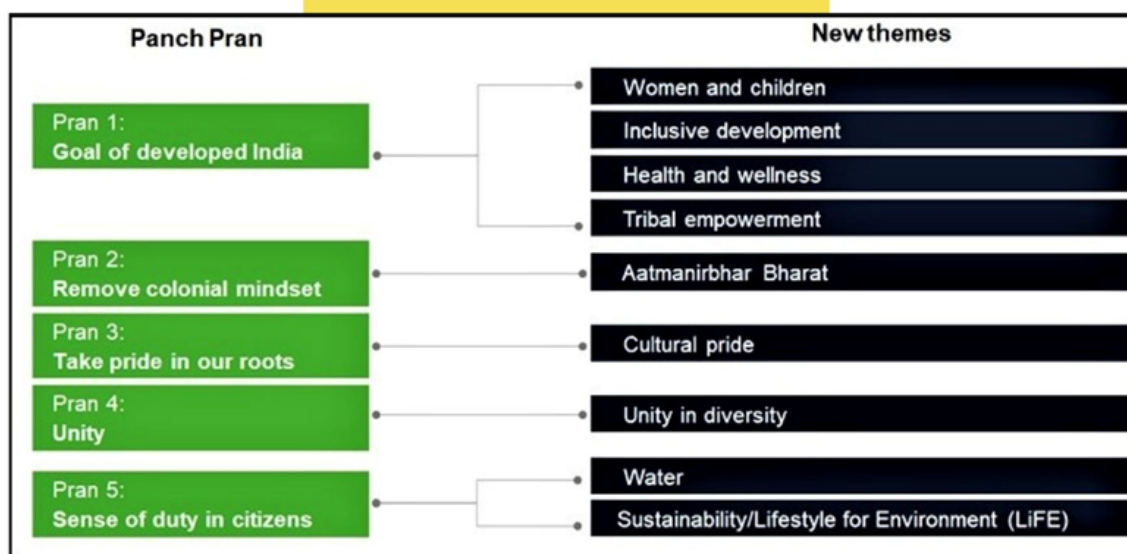 Panch Pran
New themes
Pran 1:
Goal of developed India
Women and children
Inclusive development
Health and wellness
Tribal empowerment
Pran 2:
Remove colonial mindset
Aatmanirbhar Bharat
Pran 3:
Take pride in our roots
Cultural pride
Pran 4:
Unity
Unity in diversity
Pran 5:
Sense of duty in citizens
Water
Sustainability/Lifestyle for Environment (LiFE)